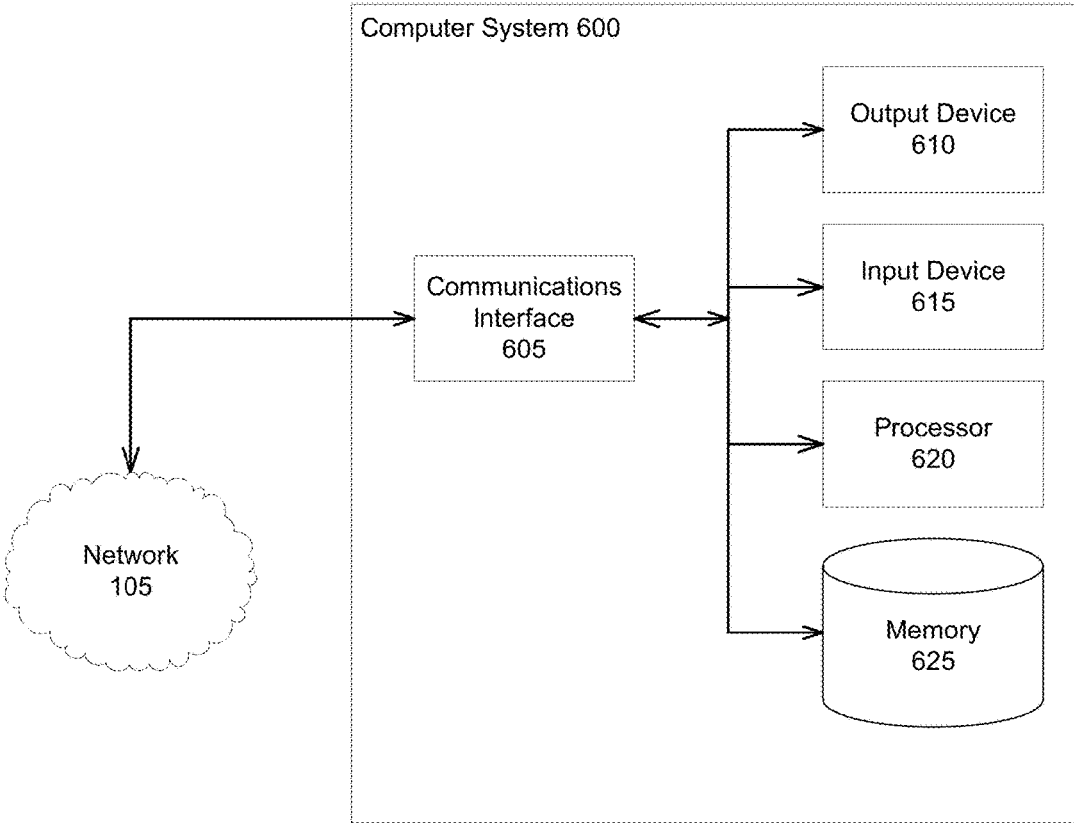 Computer System 600
Output Device
610
Input Device
615
Communications
Interface
605
Processor
620
Network
105
Memory
625